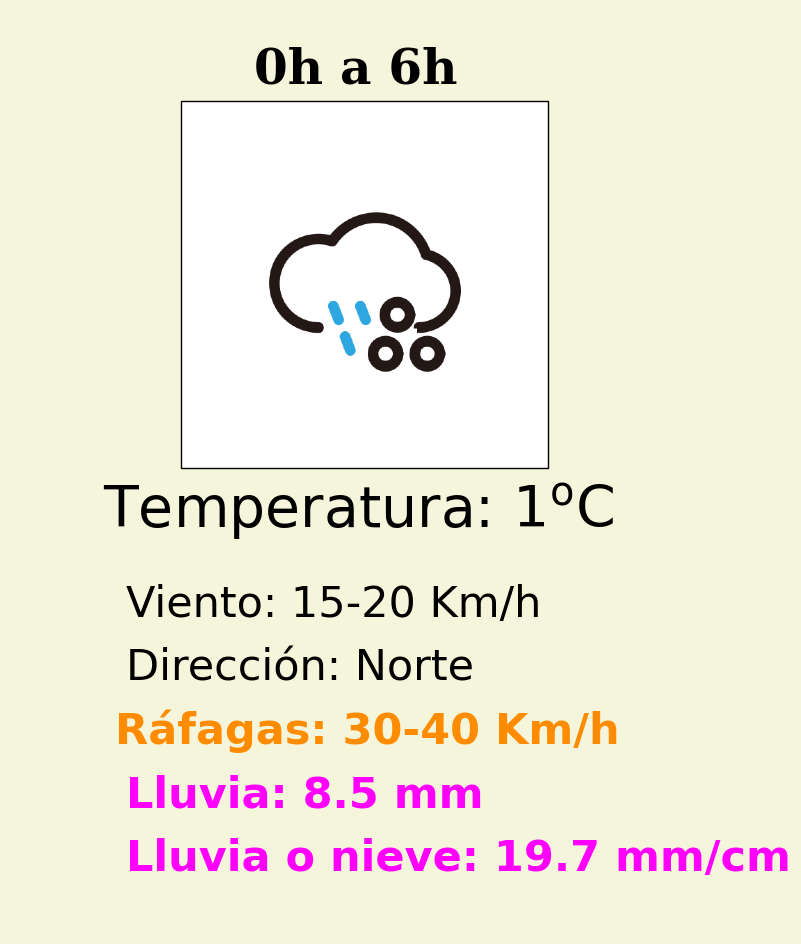 0h a 6h
Temperatura: 1ºC
Viento: 15-20 Km/h
Dirección: Norte
Ráfagas: 30-40 Km/h
Lluvia: 8.5 mm
Lluvia o nieve: 19.7 mm/cm